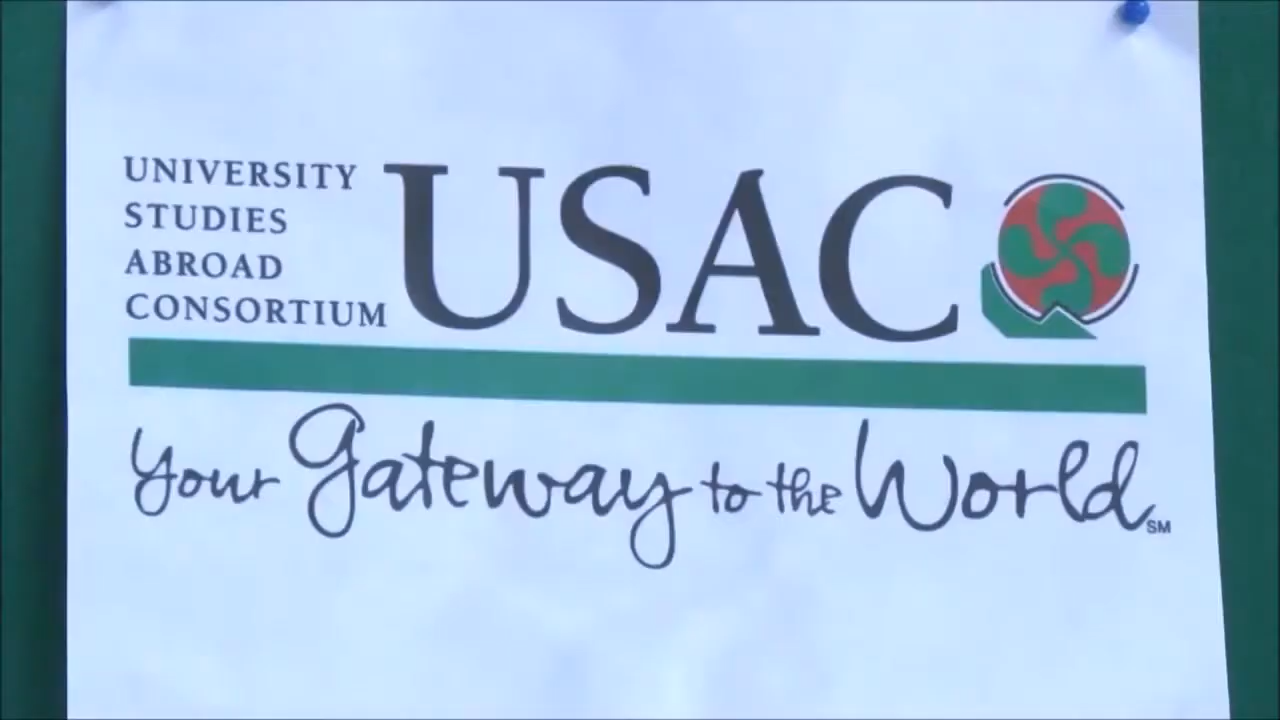 UNIVERSITY
STUDIES
ABROAD
CONSORTIUM
USAC
Your Gateway to the World
SM